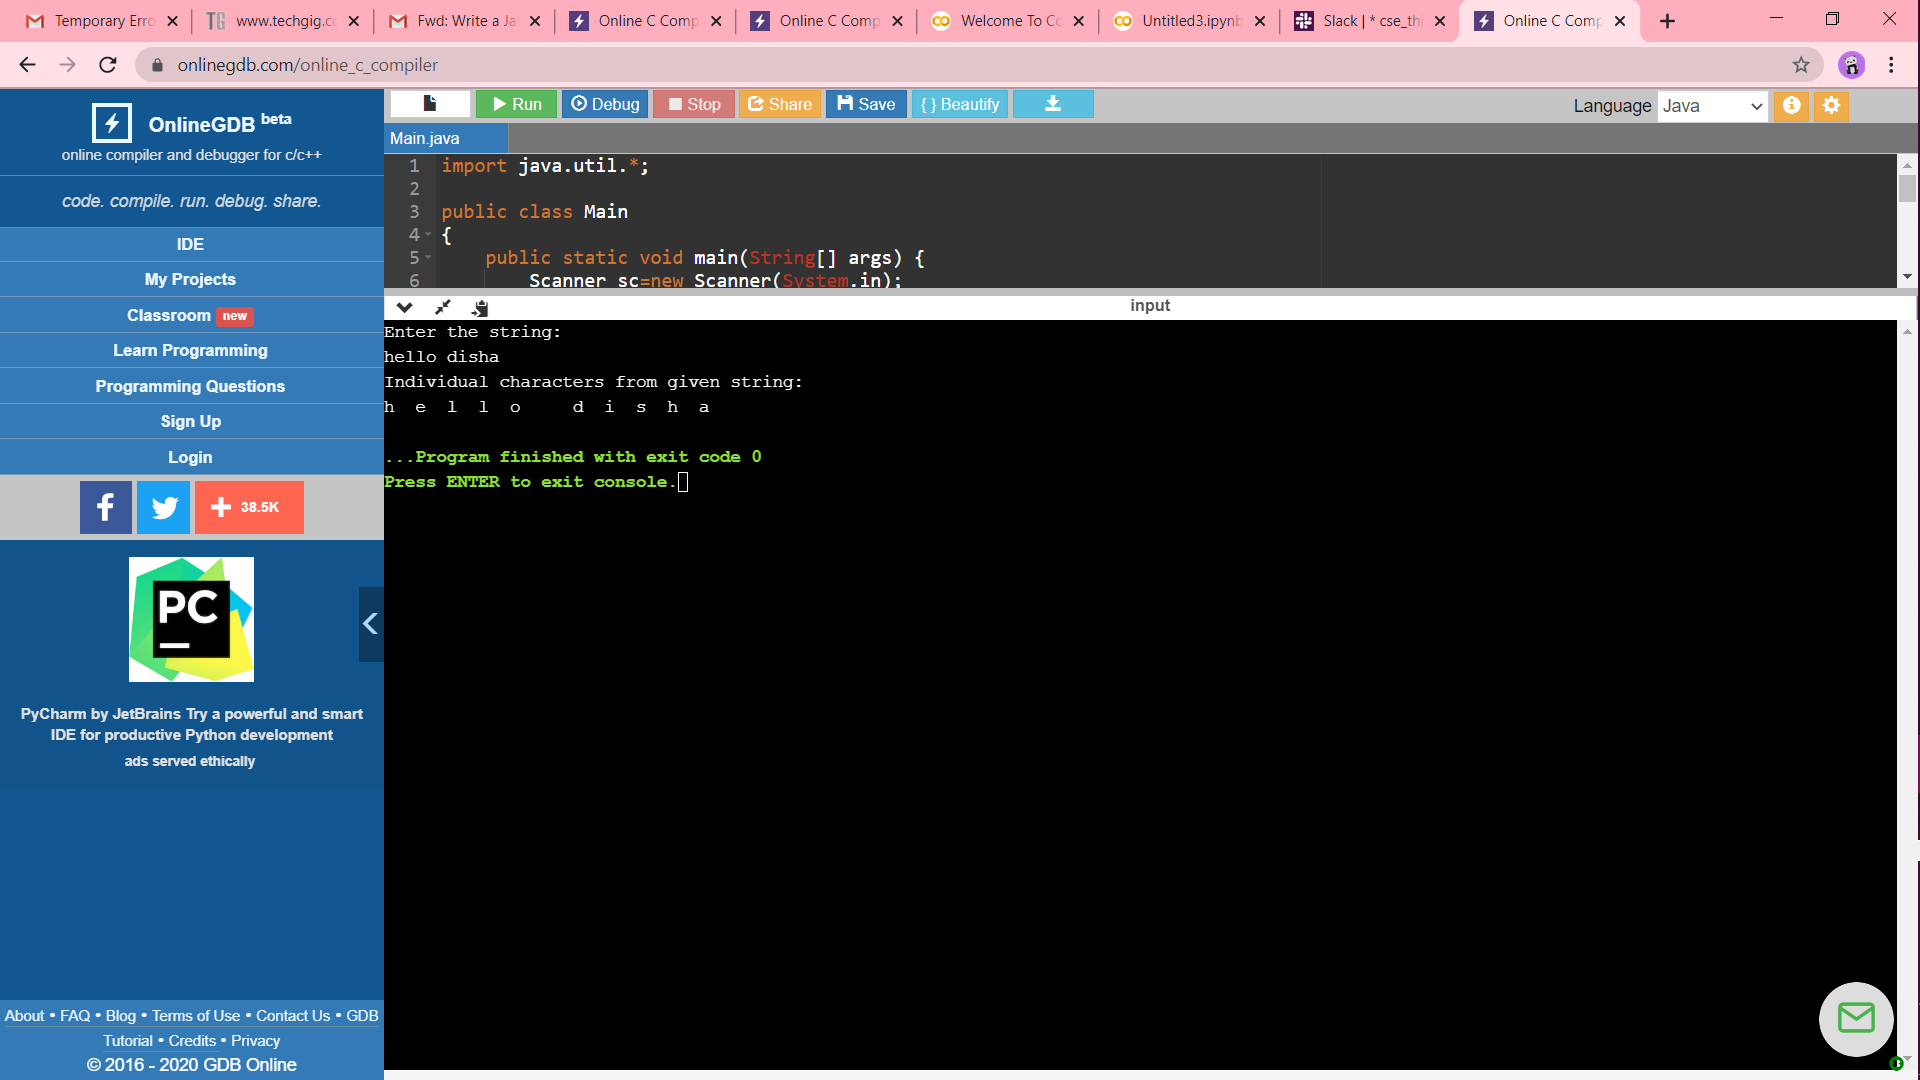 Temporary Erro
www.techgig.co
Fwd: Write a Ja
Online C Comp
Online C Comp
Welcome To Co
Untitled3.ipynb
Slack | * cse_thi
Online C Comp
onlinegdb.com/online_c_compiler
OnlineGDB beta
online compiler and debugger for c/c++
code. compile. run. debug. share.
IDE
My Projects
Classroom new
Learn Programming
Programming Questions
Sign Up
Login
38.5K
PC
PyCharm by JetBrains Try a powerful and smart
IDE for productive Python development
ads served ethically
About • FAQ • Blog • Terms of Use • Contact Us • GDB
Tutorial • Credits • Privacy
© 2016 - 2020 GDB Online
Run Debug Stop Share Save { } Beautify
Language Java
Main.java
1 import java.util.*;
2
3 public class Main
4 {
5 public static void main(String[] args) {
6 Scanner sc=new Scanner(System.in);
input
Enter the string:
hello disha
Individual characters from given string:
h e l l o   d i s h a
...Program finished with exit code 0
Press ENTER to exit console.